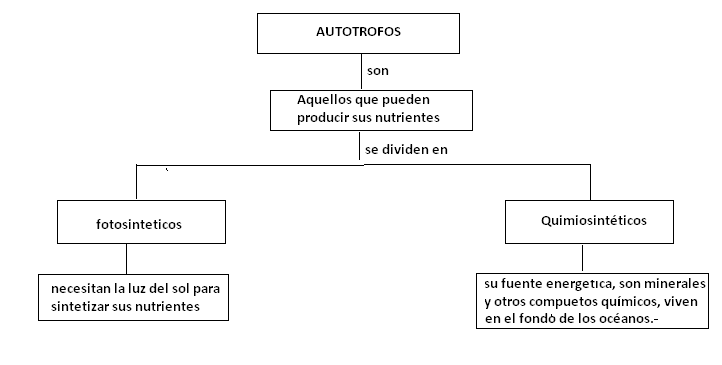 AUTOTROFOS
son
Aquellos que pueden
producir sus nutrientes
se dividen en
fotosinteticos
Quimiosintéticos
necesitan la luz del sol para
sintetizar sus nutrientes
su fuente energetica, son minerales
y otros compuetos químicos, viven
en el fondó de los océanos.-